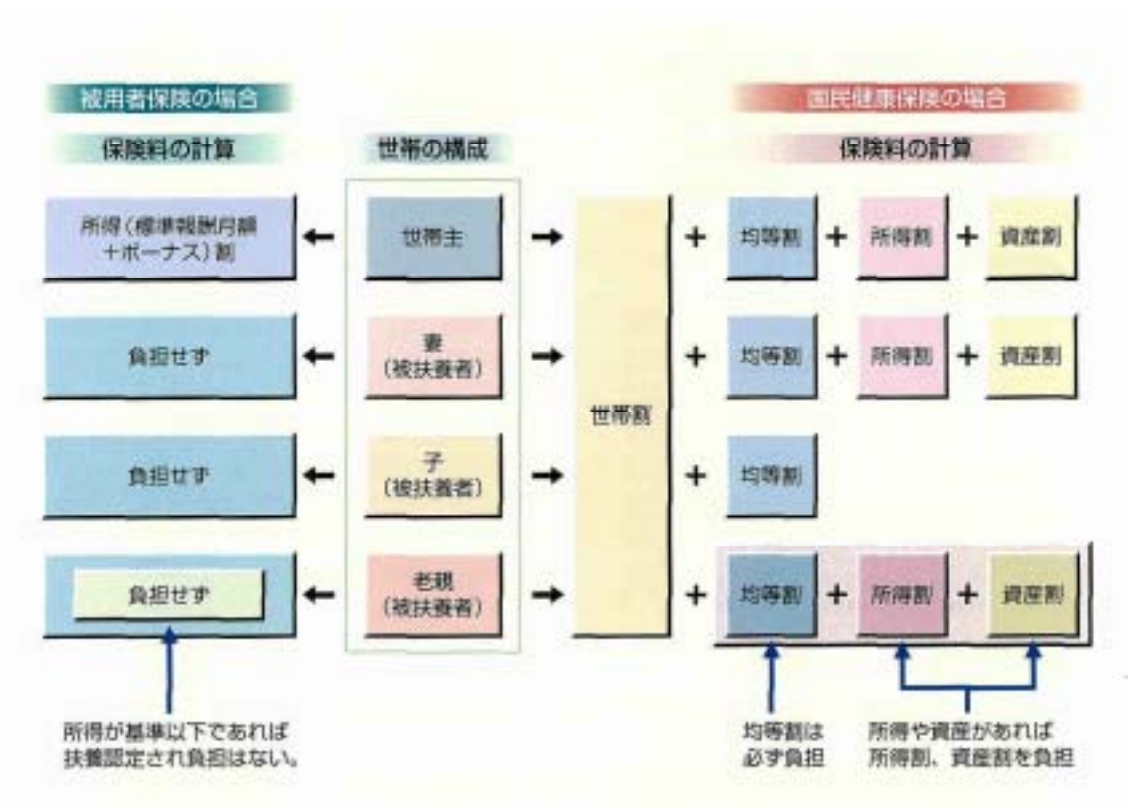 被用者保険の場合
国民健康保険の場合
保険料の計算
世帯の構成
保険料の計算
所得(標準報酬月額
+ボーナス)割
世帯主
世帯割
+ 均等割 + 所得割 + 資産割
負担せず
妻
(被扶養者)
+ 均等割 + 所得割 + 資産割
負担せず
子
(被扶養者)
+ 均等割
負担せず
老親
(被扶養者)
+ 均等割 + 所得割 + 資産割
所得が基準以下であれば
扶養認定され負担はない。
均等割は
必ず負担
所得や資産があれば
所得割、資産割を負担